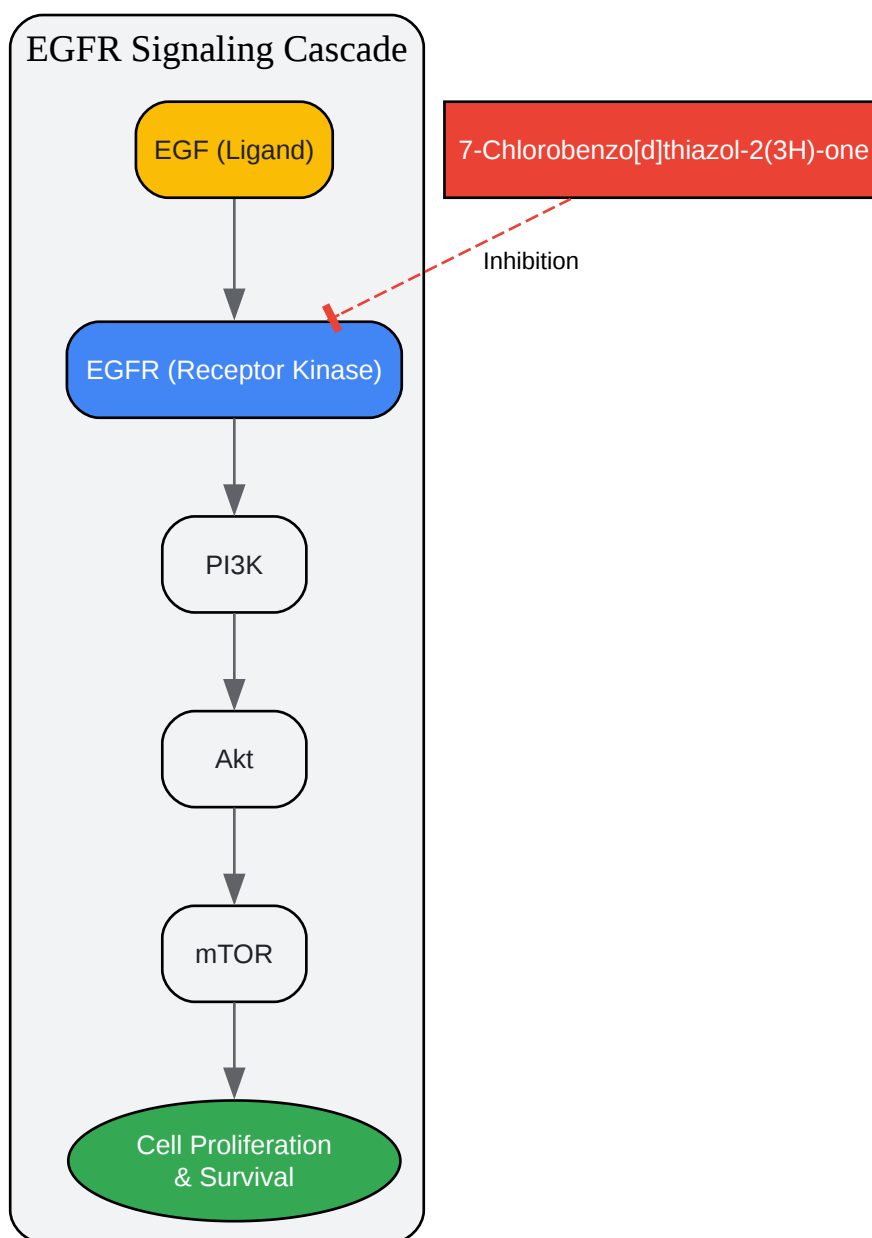 EGFR Signaling Cascade
EGF (Ligand)
7-Chlorobenzo[d]thiazol-2(3H)-one
Inhibition
EGFR (Receptor Kinase)
PI3K
Akt
mTOR
Cell Proliferation
& Survival